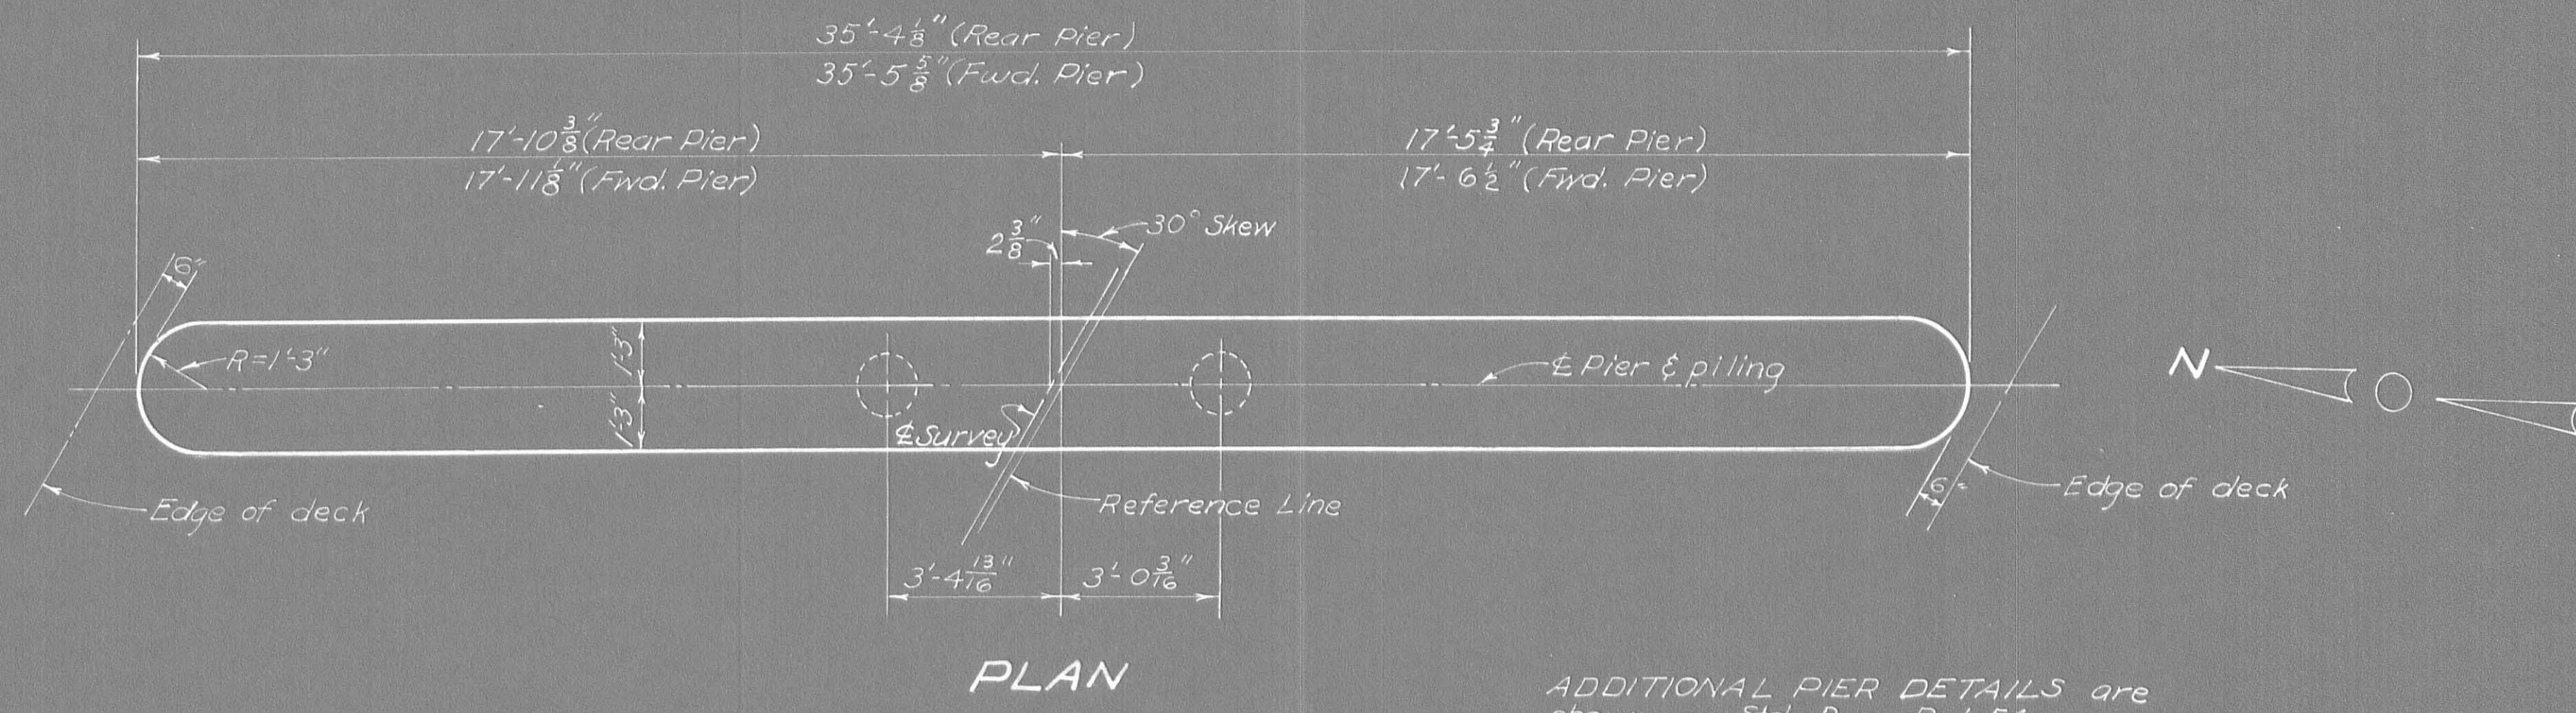 35'-4 1/8" (Rear Pier)
35'-5 5/8" (Fwd. Pier)
17'-10 3/8" (Rear Pier)
17'-11 1/8" (Fwd. Pier)
17'-5 3/4" (Rear Pier)
17'-6 1/2" (Fwd. Pier)
2 3/8"
30° Skew
6"
R=1'-3"
1'-3"
1'-3"
℄ Survey
℄ Pier & piling
N
Edge of deck
Reference Line
6"
Edge of deck
3'-4 13/16"
3'-0 3/16"
PLAN
ADDITIONAL PIER DETAILS are